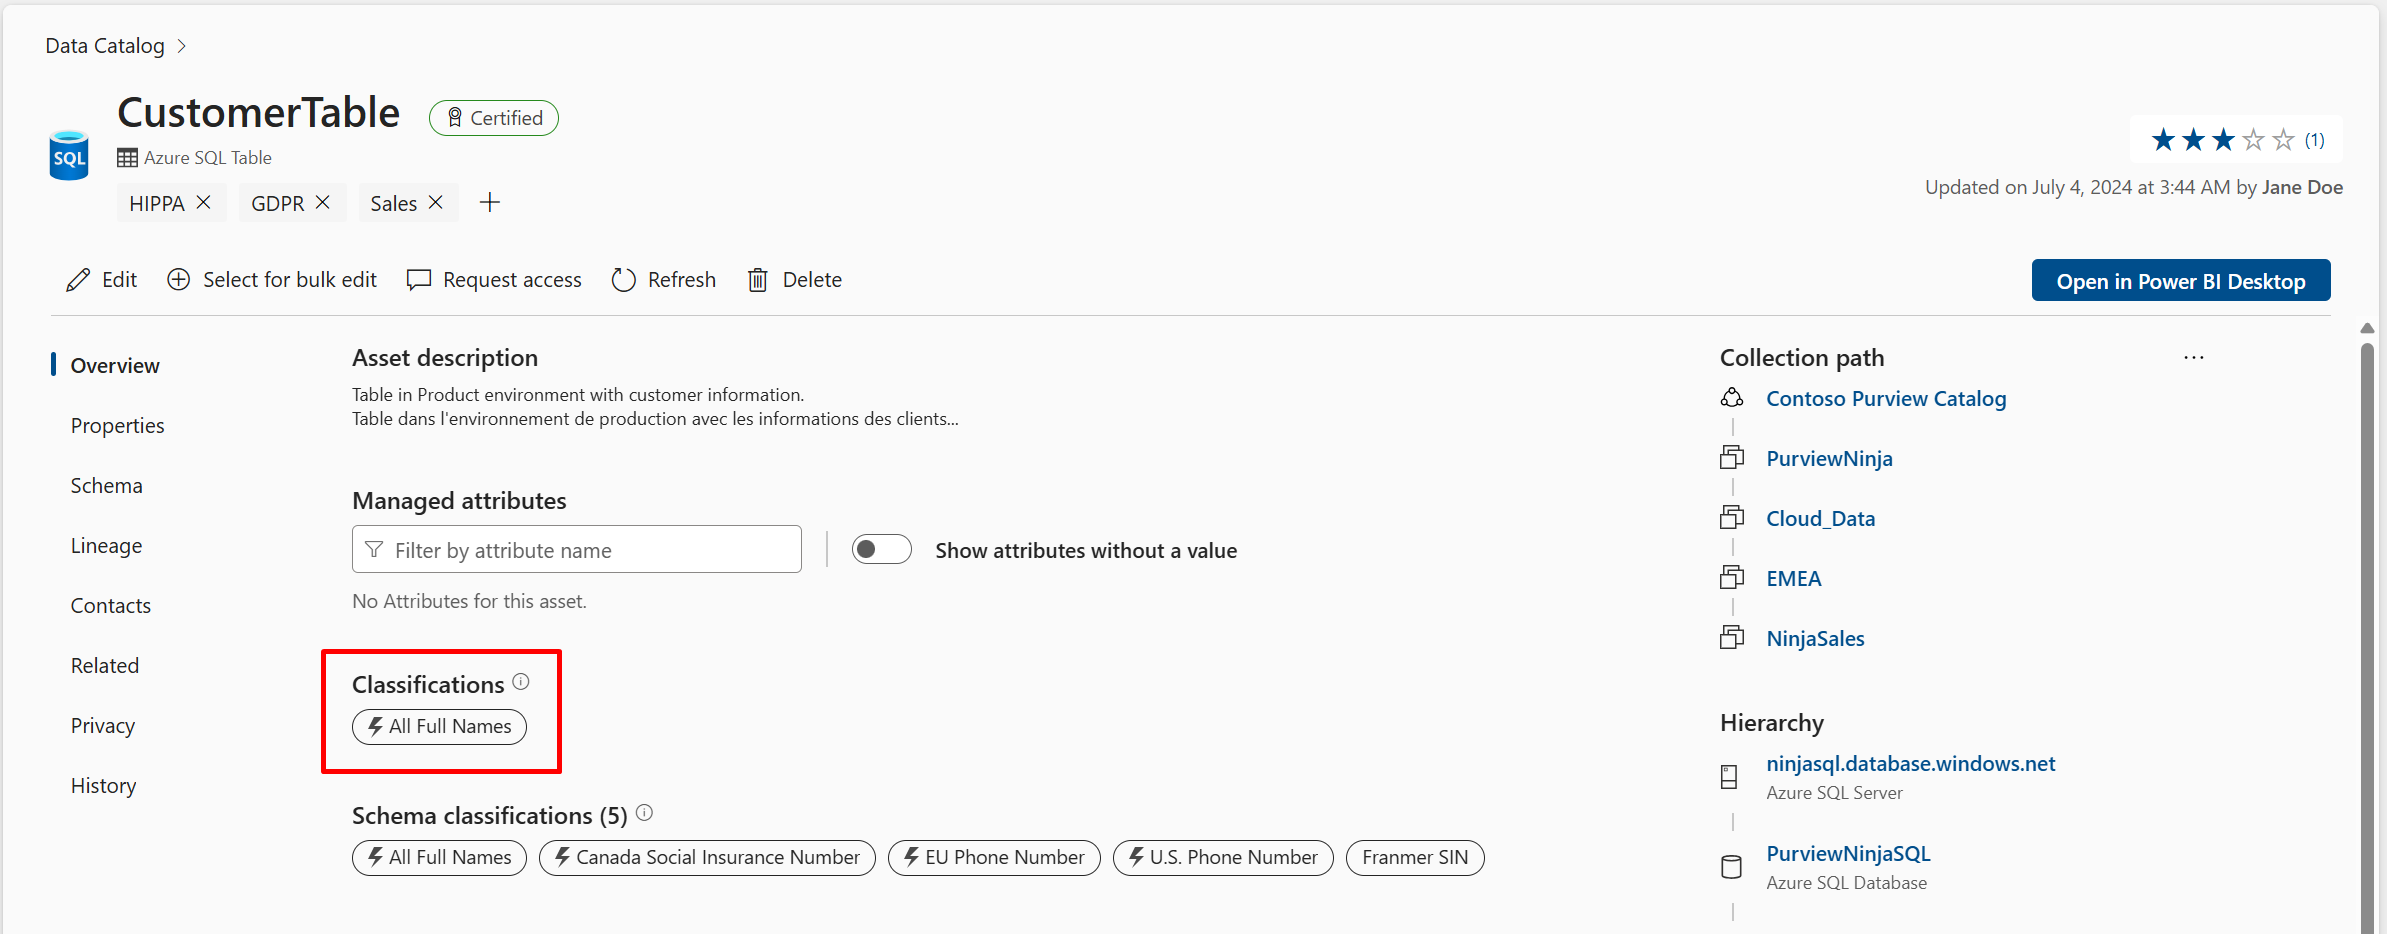 Data Catalog
CustomerTable
Certified
SQL
Azure SQL Table
(1)
HIPPA
GDPR
Sales
Updated on July 4, 2024 at 3:44 AM by Jane Doe
Edit
Select for bulk edit
Request access
Refresh
Delete
Open in Power BI Desktop
Overview
Properties
Schema
Lineage
Contacts
Related
Privacy
History
Asset description
Table in Product environment with customer information.
Table dans l'environnement de production avec les informations des clients...
Managed attributes
Filter by attribute name
Show attributes without a value
No Attributes for this asset.
Classifications
All Full Names
Schema classifications (5)
All Full Names
Canada Social Insurance Number
EU Phone Number
U.S. Phone Number
Franmer SIN
Collection path
Contoso Purview Catalog
PurviewNinja
Cloud_Data
EMEA
NinjaSales
Hierarchy
ninjasql.database.windows.net
Azure SQL Server
PurviewNinjaSQL
Azure SQL Database